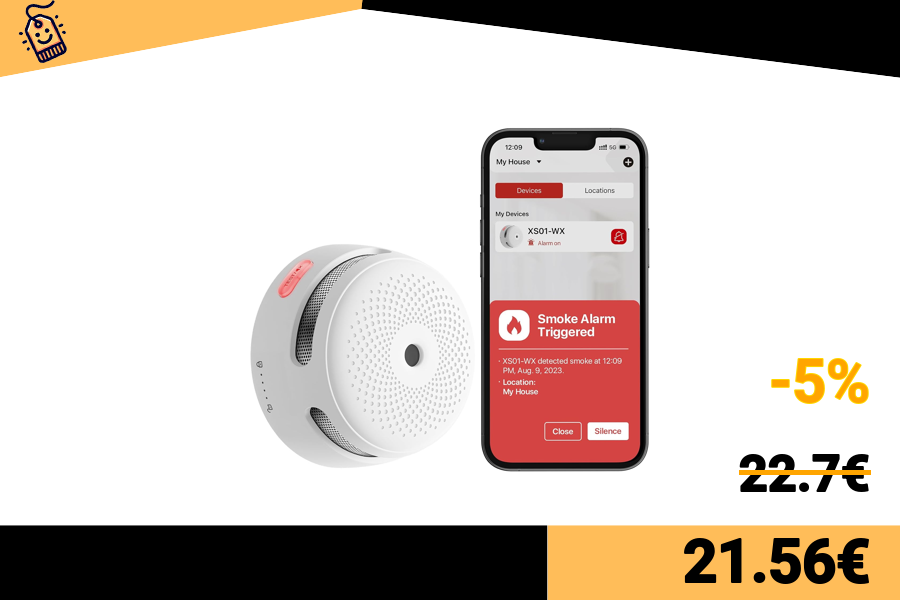 12:09
5G
My House
Devices
Locations
My Devices
XS01-WX
Alarm on
Smoke Alarm
Triggered
· XS01-WX detected smoke at 12:09
PM, Aug. 9, 2023.
· Location:
My House
Close
Silence
-5%
22.7€
21.56€